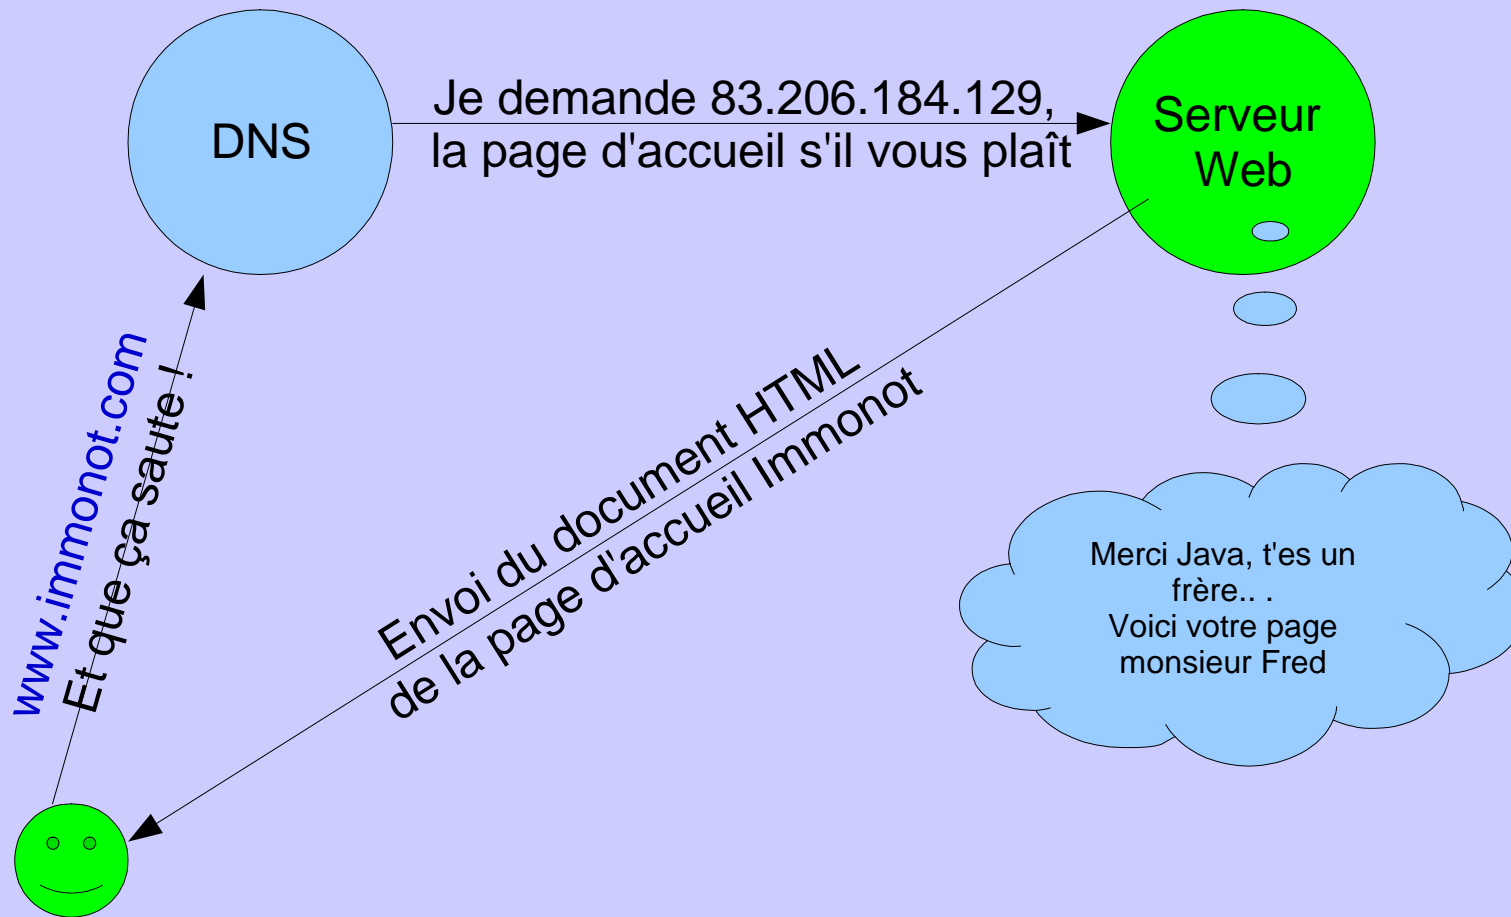 DNS
Je demande 83.206.184.129,
la page d'accueil s'il vous plaît
Serveur
Web
www.immonot.com
Et que ça saute !
Envoi du document HTML
de la page d'accueil Immonot
Merci Java, t'es un
frère.. .
Voici votre page
monsieur Fred